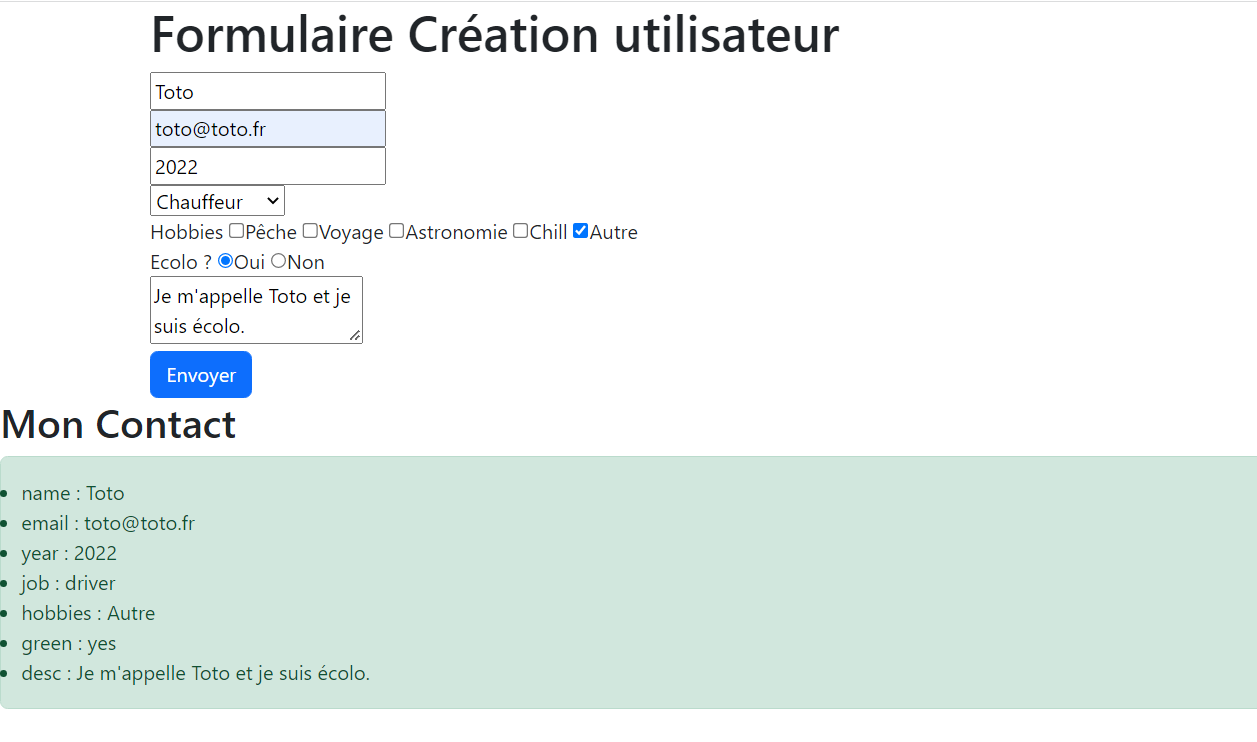 Formulaire Création utilisateur
Toto
toto@toto.fr
2022
Chauffeur
Hobbies Pêche Voyage Astronomie Chill Autre
Ecolo ? Oui Non
Je m'appelle Toto et je
suis écolo.
Envoyer
Mon Contact
name : Toto
email : toto@toto.fr
year : 2022
job : driver
hobbies : Autre
green : yes
desc : Je m'appelle Toto et je suis écolo.